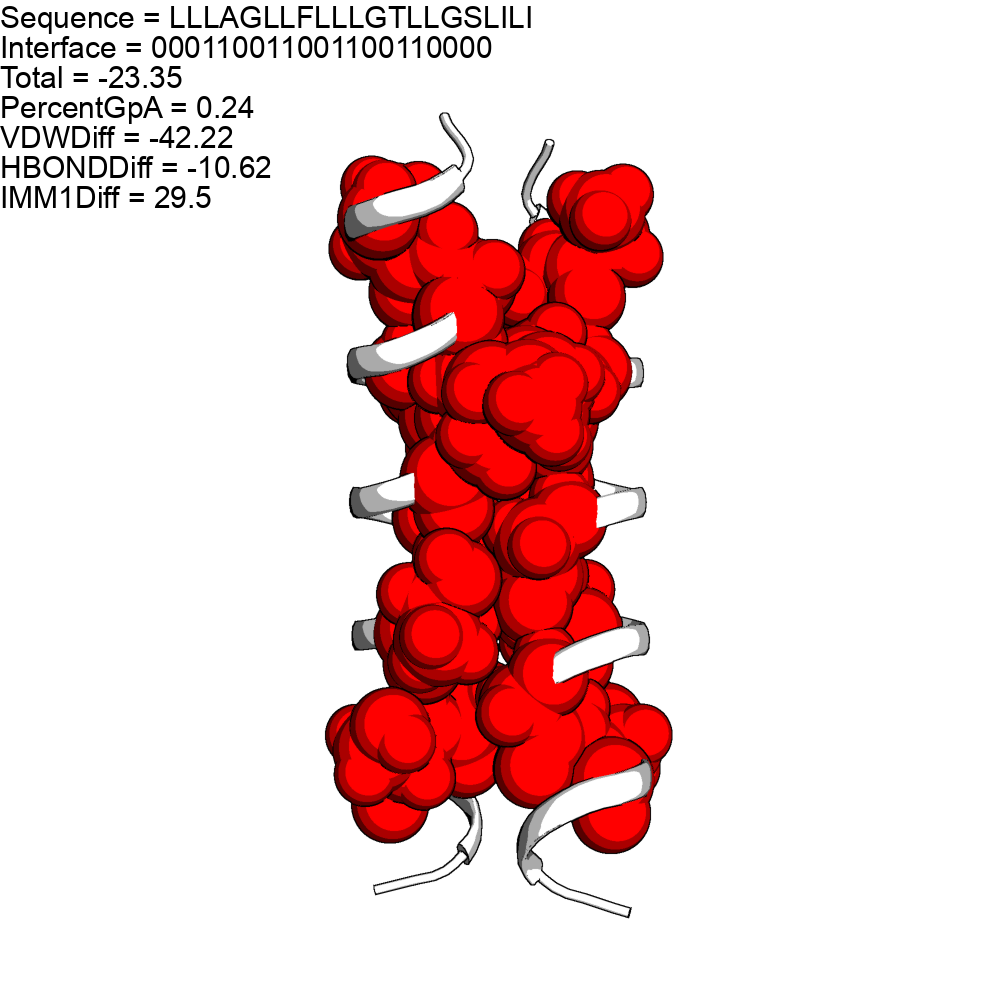 Sequence = LLLAGLLFLLLGTLLGSLILI
Interface = 000110011001100110000
Total = -23.35
PercentGpA = 0.24
VDWDiff = -42.22
HBONDDiff = -10.62
IMM1Diff = 29.5